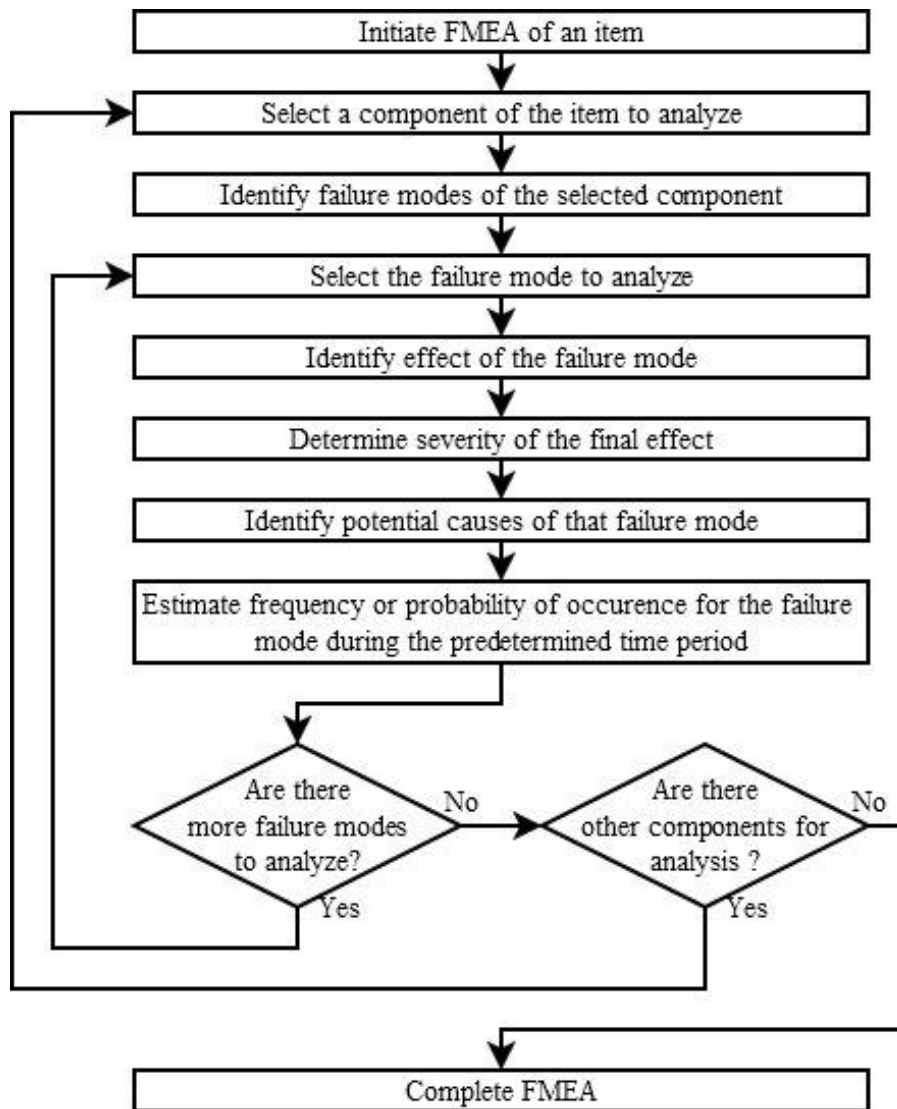 Initiate FMEA of an item
Select a component of the item to analyze
Identify failure modes of the selected component
Select the failure mode to analyze
Identify effect of the failure mode
Determine severity of the final effect
Identify potential causes of that failure mode
Estimate frequency or probability of occurence for the failure
mode during the predetermined time period
Are there
more failure modes
to analyze?
No
Yes
Are there
other components for
analysis ?
No
Yes
Complete FMEA